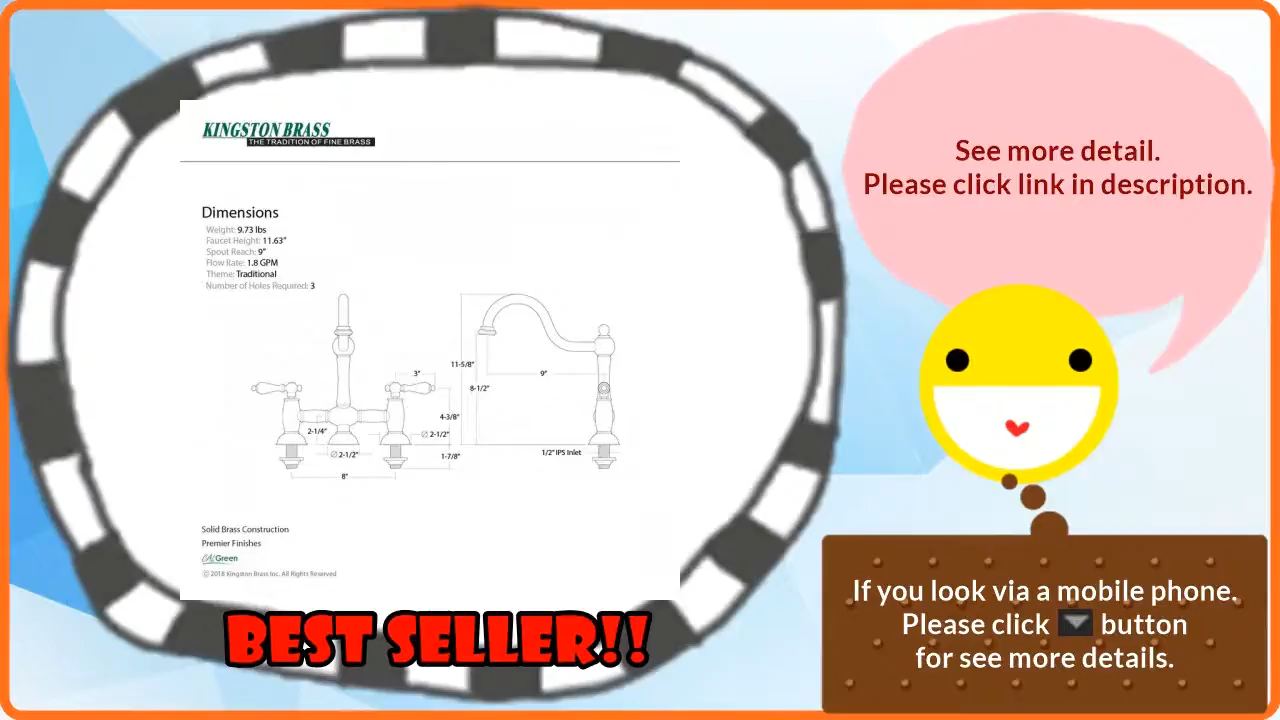 KINGSTON BRASS
THE TRADITION OF FINE BRASS
Dimensions
Weight: 9.73 lbs
Faucet Height: 11.63"
Spout Reach: 9"
Flow Rate: 1.8 GPM
Theme: Traditional
Number of Holes Required: 3
3"
4-3/8"
2-1/4"
Ø 2-1/2"
Ø 2-1/2"
1-7/8"
8"
11-5/8"
8-1/2"
9"
1/2" IPS Inlet
Solid Brass Construction
Premier Finishes
CALGreen
© 2018 Kingston Brass Inc. All Rights Reserved
BEST SELLER!!
See more detail.
Please click link in description.
If you look via a mobile phone.
Please click button
for see more details.